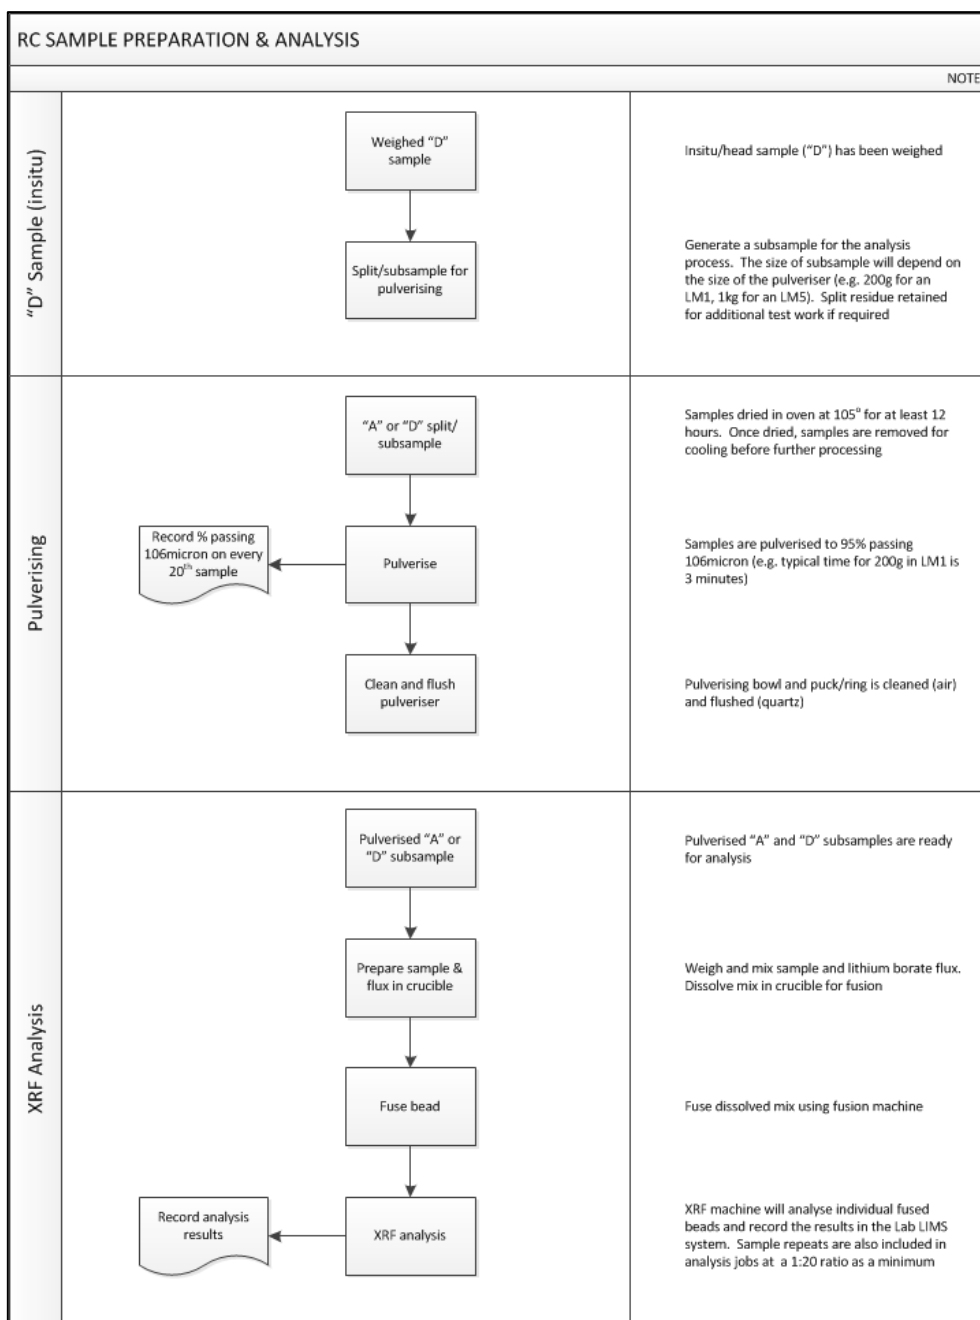 RC SAMPLE PREPARATION & ANALYSIS
NOTE
"D" Sample (insitu)
Weighed “D”
sample
Insitu/head sample (“D”) has been weighed
Split/subsample for
pulverising
Generate a subsample for the analysis
process.  The size of subsample will depend on
the size of the pulveriser (e.g. 200g for an
LM1, 1kg for an LM5).  Split residue retained
for additional test work if required
Pulverising
“A” or “D” split/
subsample
Samples dried in oven at 105° for at least 12
hours.  Once dried, samples are removed for
cooling before further processing
Record % passing
106micron on every
20th sample
Pulverise
Samples are pulverised to 95% passing
106micron (e.g. typical time for 200g in LM1 is
3 minutes)
Clean and flush
pulveriser
Pulverising bowl and puck/ring is cleaned (air)
and flushed (quartz)
XRF Analysis
Pulverised “A” or
“D” subsample
Pulverised “A” and “D” subsamples are ready
for analysis
Prepare sample &
flux in crucible
Weigh and mix sample and lithium borate flux.
Dissolve mix in crucible for fusion
Fuse bead
Fuse dissolved mix using fusion machine
Record analysis
results
XRF analysis
XRF machine will analyse individual fused
beads and record the results in the Lab LIMS
system.  Sample repeats are also included in
analysis jobs at  a 1:20 ratio as a minimum